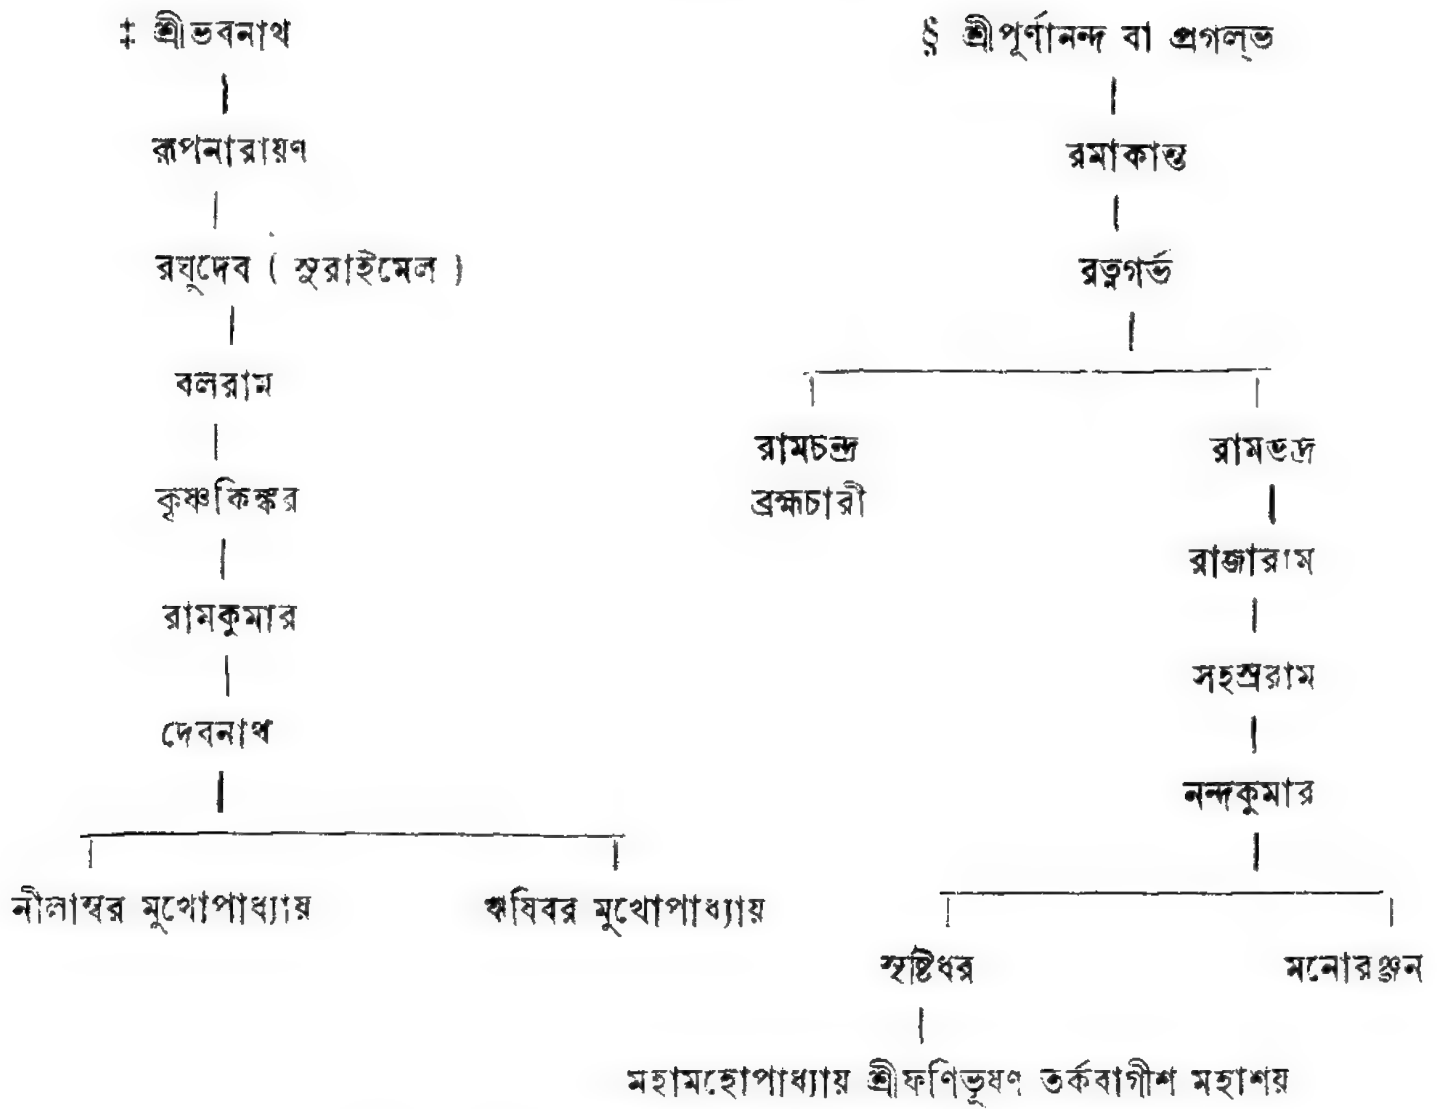 ‡ শ্রীভবনাথ
রূপনারায়ণ
রঘুদেব ( সুরাইমেল )
বলরাম
কৃষ্ণকিঙ্কর
রামকুমার
দেবনাথ
নীলাম্বর মুখোপাধ্যায়
ঋষিবর মুখোপাধ্যায়
§ শ্রীপূর্ণানন্দ বা প্রগল্‌ভ
রমাকান্ত
রত্নগর্ভ
রামচন্দ্র
ব্রহ্মচারী
রামভদ্র
রাজারাম
সহস্ররাম
নন্দকুমার
সৃষ্টিধর
মনোরঞ্জন
মহামহোপাধ্যায় শ্রীফণিভূষণ তর্কবাগীশ মহাশয়